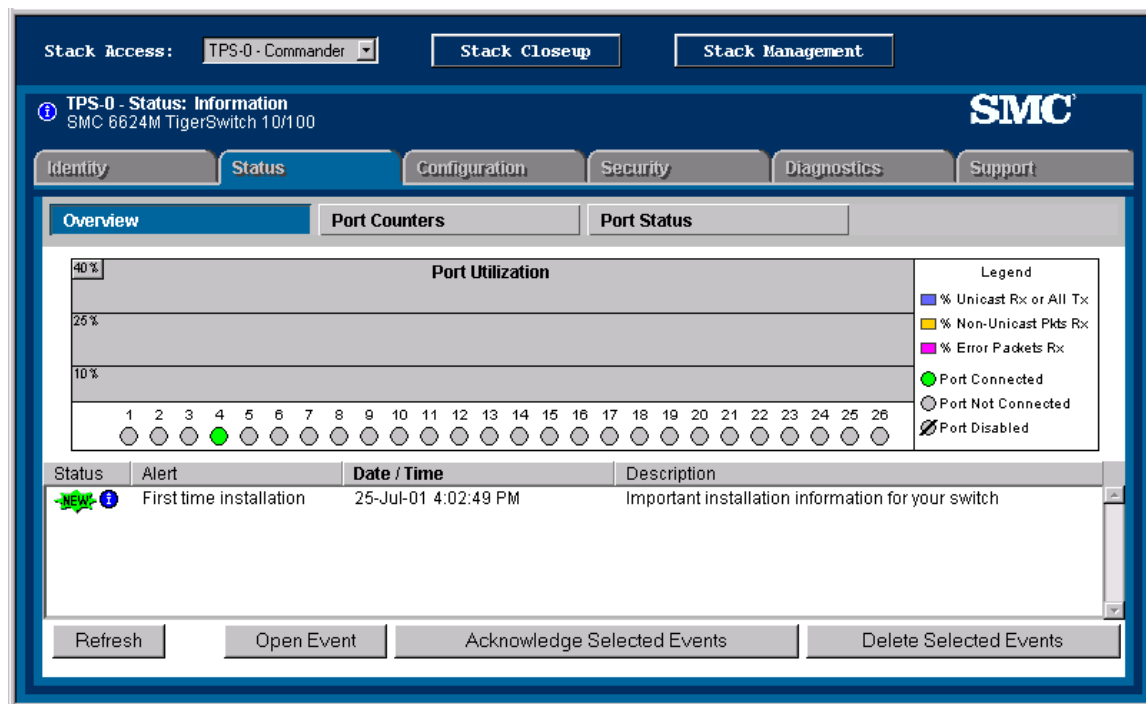 Stack Access: TPS-0 - Commander Stack Closeup Stack Management
TPS-0 - Status: Information
SMC 6624M TigerSwitch 10/100
SMC
Identity Status Configuration Security Diagnostics Support
Overview Port Counters Port Status
40 %
Port Utilization
25 %
10 %
1 2 3 4 5 6 7 8 9 10 11 12 13 14 15 16 17 18 19 20 21 22 23 24 25 26
Legend
% Unicast Rx or All Tx
% Non-Unicast Pkts Rx
% Error Packets Rx
Port Connected
Port Not Connected
Port Disabled
Status Alert Date / Time Description
NEW First time installation 25-Jul-01 4:02:49 PM Important installation information for your switch
Refresh Open Event Acknowledge Selected Events Delete Selected Events